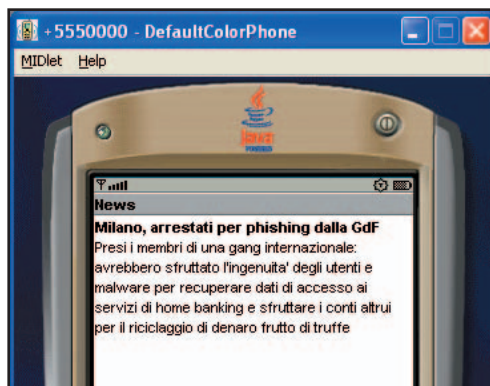 +5550000 - DefaultColorPhone
MIDlet Help
News
Milano, arrestati per phishing dalla GdF
Presi i membri di una gang internazionale:
avrebbero sfruttato l'ingenuita' degli utenti e
malware per recuperare dati di accesso ai
servizi di home banking e sfruttare i conti altrui
per il riciclaggio di denaro frutto di truffe